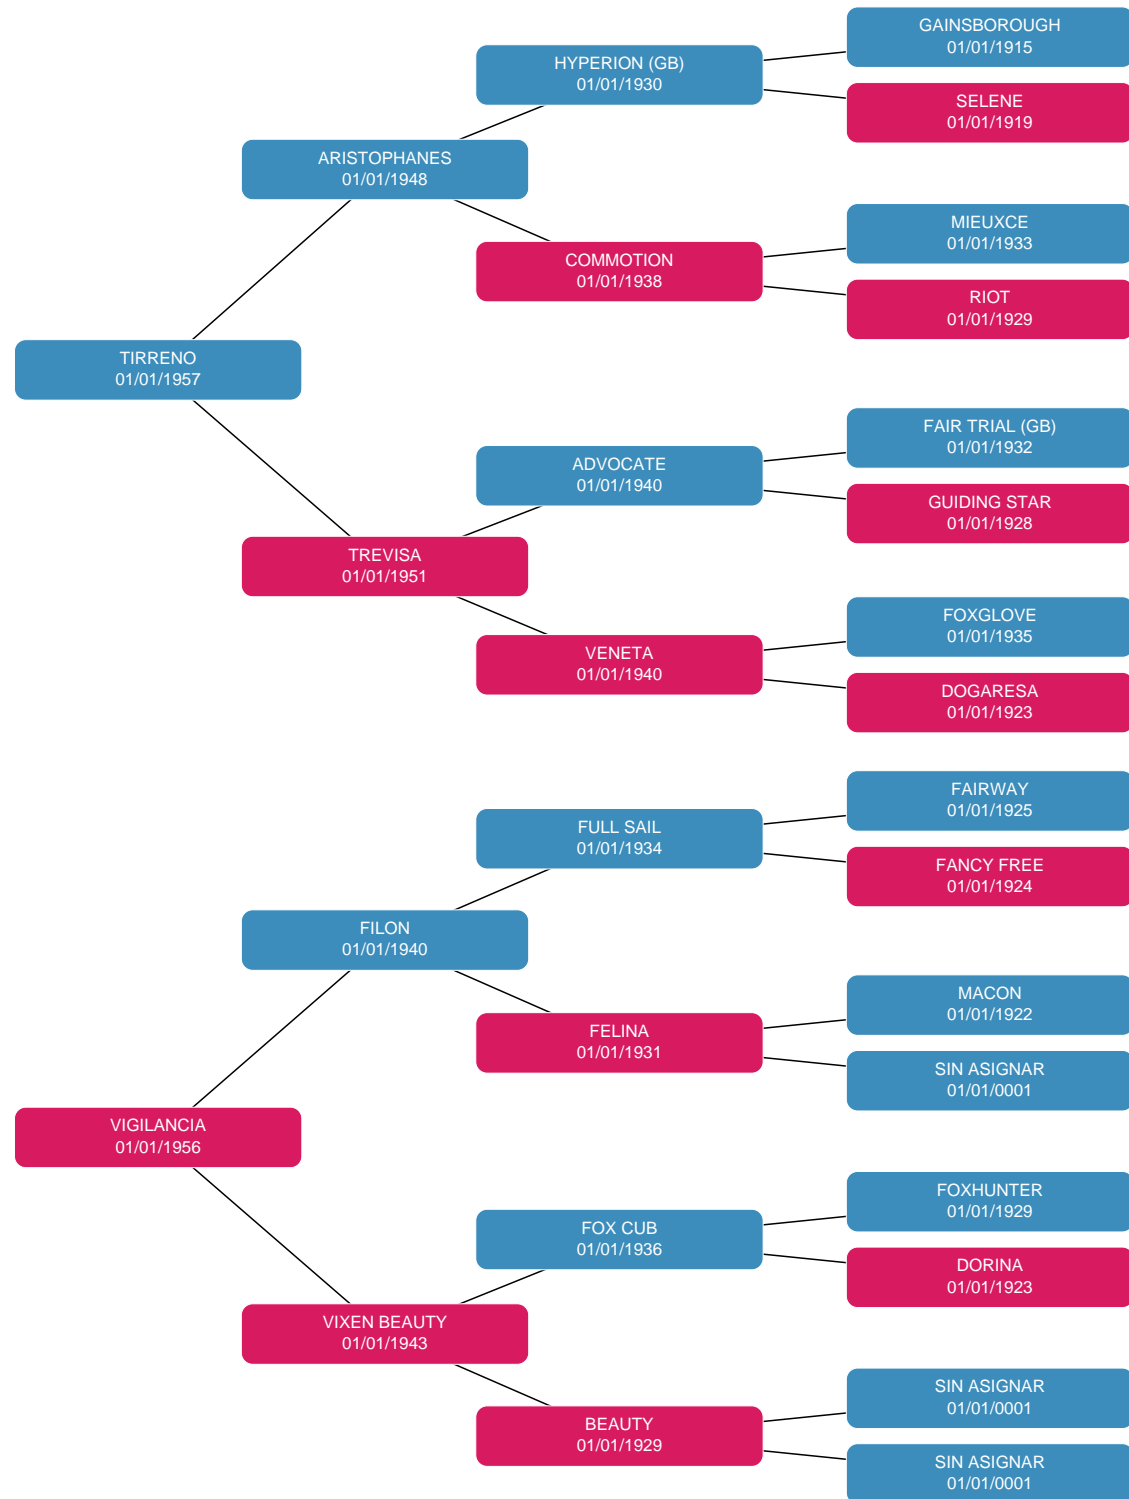 GAINSBOROUGH
01/01/1915
HYPERION (GB)
01/01/1930
SELENE
01/01/1919
ARISTOPHANES
01/01/1948
MIEUXCE
01/01/1933
COMMOTION
01/01/1938
RIOT
01/01/1929
TIRRENO
01/01/1957
FAIR TRIAL (GB)
01/01/1932
ADVOCATE
01/01/1940
GUIDING STAR
01/01/1928
TREVISA
01/01/1951
FOXGLOVE
01/01/1935
VENETA
01/01/1940
DOGARESA
01/01/1923
FAIRWAY
01/01/1925
FULL SAIL
01/01/1934
FANCY FREE
01/01/1924
FILON
01/01/1940
MACON
01/01/1922
FELINA
01/01/1931
SIN ASIGNAR
01/01/0001
VIGILANCIA
01/01/1956
FOXHUNTER
01/01/1929
FOX CUB
01/01/1936
DORINA
01/01/1923
VIXEN BEAUTY
01/01/1943
SIN ASIGNAR
01/01/0001
BEAUTY
01/01/1929
SIN ASIGNAR
01/01/0001